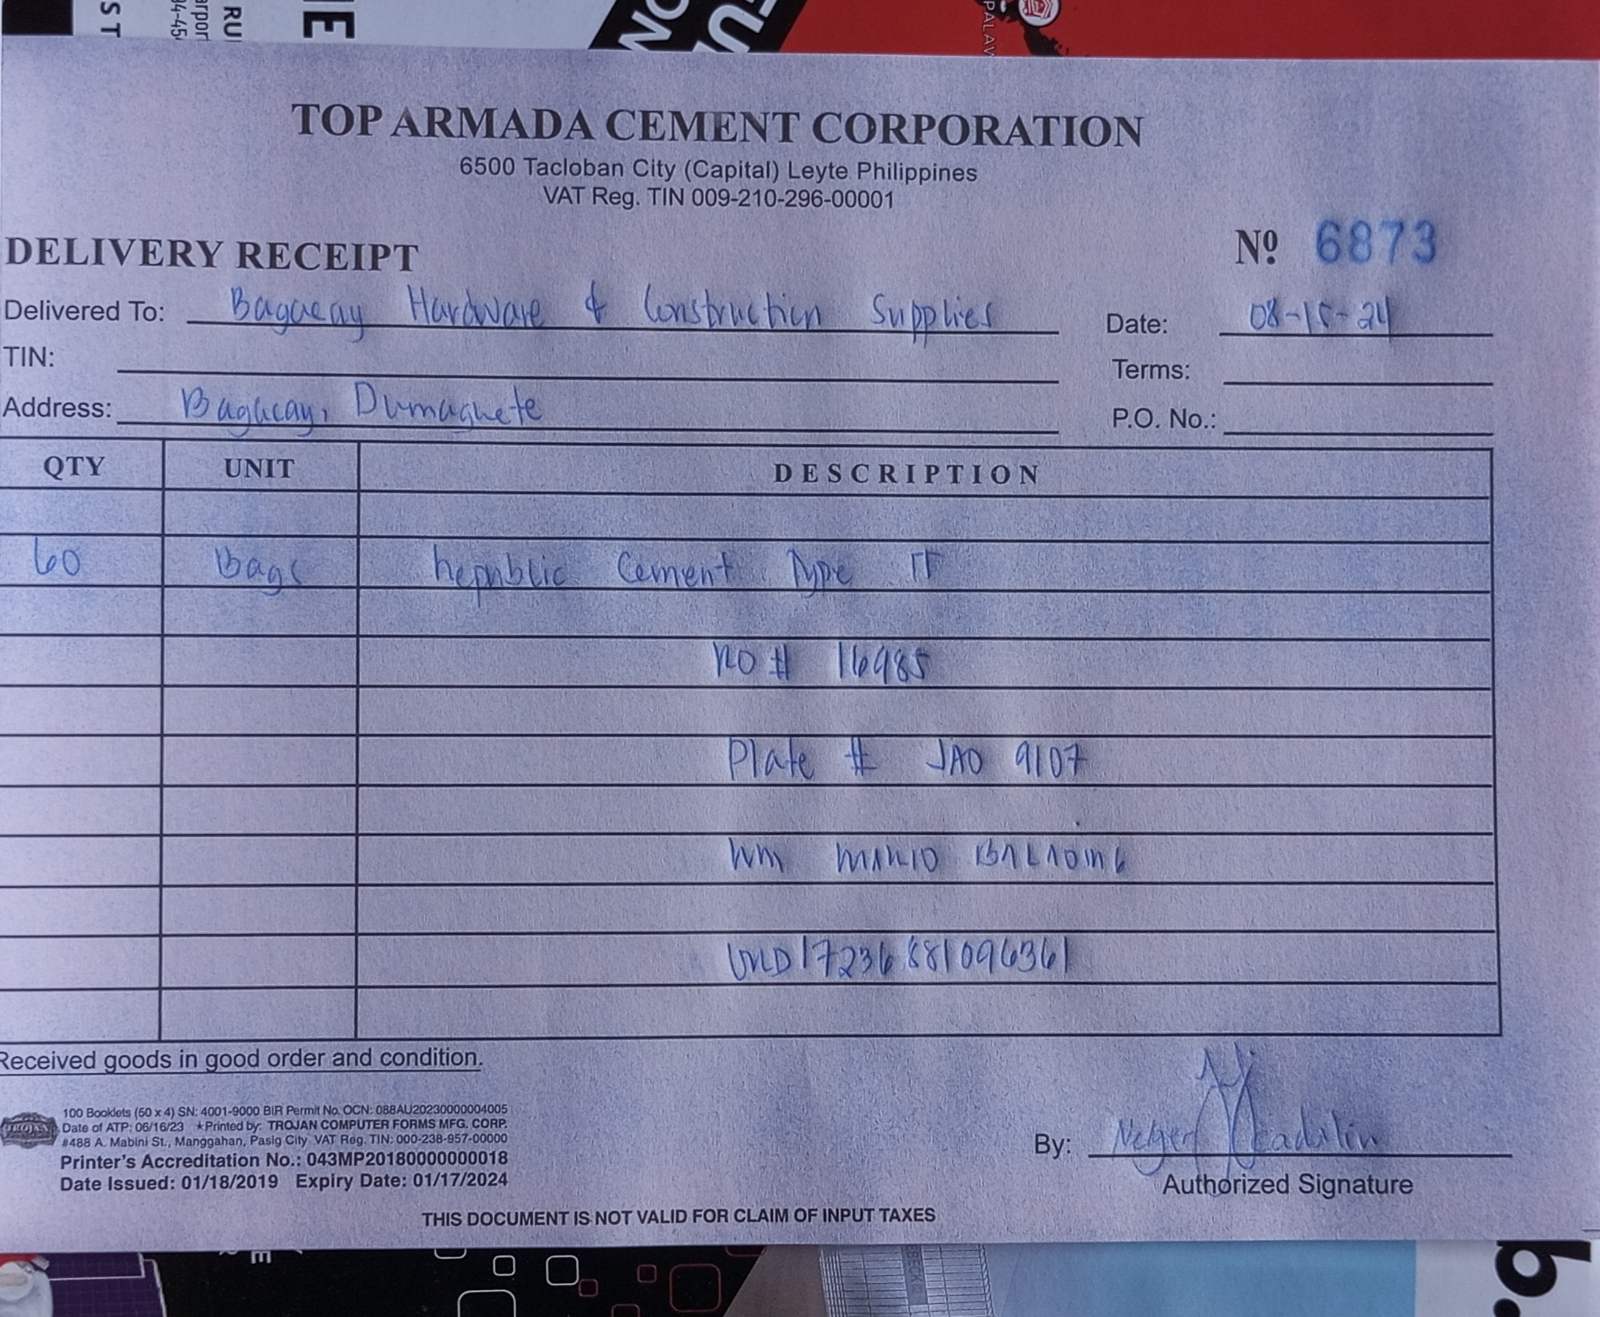 TOP ARMADA CEMENT CORPORATION
6500 Tacloban City (Capital) Leyte Philippines
VAT Reg. TIN 009-210-296-00001
DELIVERY RECEIPT
Nº 6873
Delivered To: Bagacay Hardware & Construction Supplies
Date: 08-15-24
TIN:
Terms:
Address: Bagacay, Dumaguete
P.O. No.:
QTY UNIT DESCRIPTION
60 Bags Republic Cement Type
RO # 16985
Plate # JAO 9107
WM MARIO
17236881096361
Received goods in good order and condition.
100 Booklets (50 x 4) SN: 4001-9000 BIR Permit No. OCN: 088AU20230000004005
Date of ATP: 06/16/23 ★Printed by: TROJAN COMPUTER FORMS MFG. CORP.
#488 A. Mabini St., Manggahan, Pasig City VAT Reg. TIN: 000-238-957-00000
Printer's Accreditation No.: 043MP20180000000018
Date Issued: 01/18/2019 Expiry Date: 01/17/2024
By:
Authorized Signature
THIS DOCUMENT IS NOT VALID FOR CLAIM OF INPUT TAXES